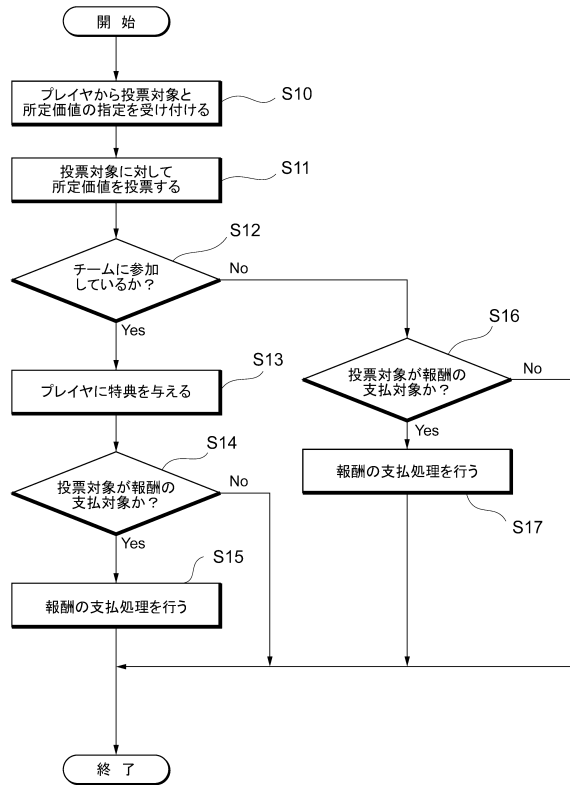 開 始
プレイヤから投票対象と
所定価値の指定を受け付ける
S10
投票対象に対して
所定価値を投票する
S11
チームに参加
しているか？
S12
No
Yes
プレイヤに特典を与える
S13
投票対象が報酬の
支払対象か？
S14
No
Yes
報酬の支払処理を行う
S15
投票対象が報酬の
支払対象か？
S16
No
Yes
報酬の支払処理を行う
S17
終 了